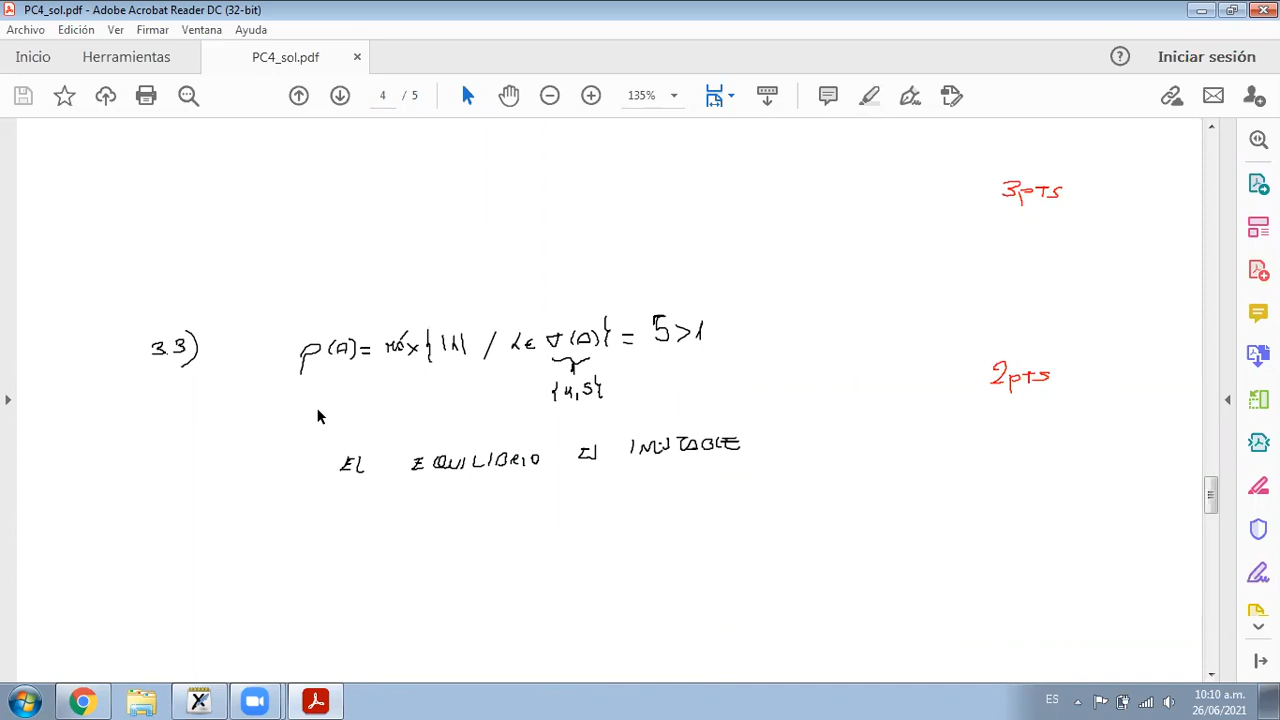 PC4_sol.pdf - Adobe Acrobat Reader DC (32-bit)
Archivo Edición Ver Firmar Ventana Ayuda
Inicio Herramientas PC4_sol.pdf × Iniciar sesión
4 / 5 135%
3pts
3.3) ρ(A) = máx{|λ| / λ ∈ σ(A)} = 5 > 1
{4,5}
2pts
EL EQUILIBRIO ES INESTABLE
ES 10:10 a.m.
26/06/2021